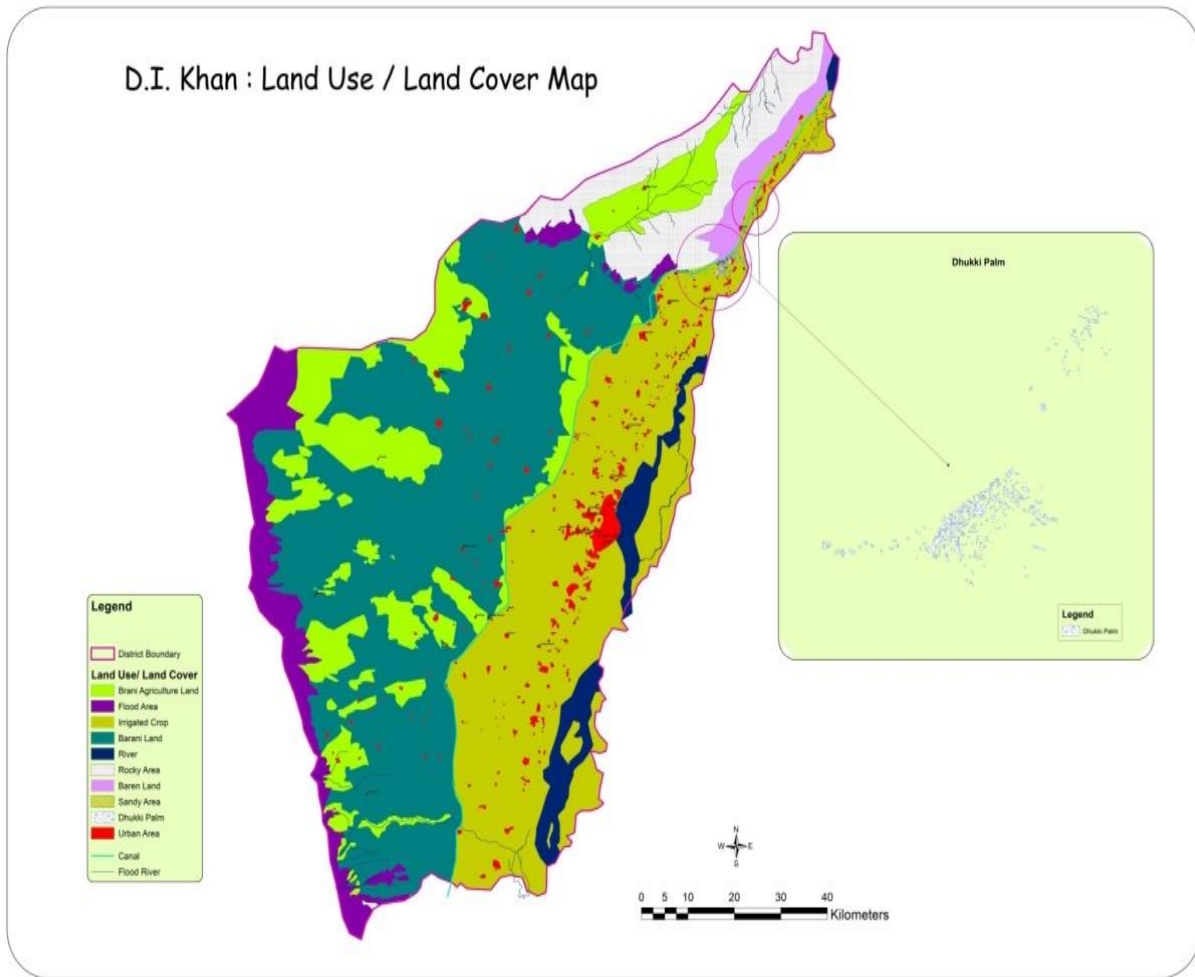 D.I. Khan : Land Use / Land Cover Map
Dhukki Palm
Legend
Dhukki Palm
Legend
District Boundary
Land Use/ Land Cover
Brani Agriculture Land
Flood Area
Irrigated Crop
Barani Land
River
Rocky Area
Baren Land
Sandy Area
Dhukki Palm
Urban Area
Canal
Flood River
N
W E
S
0 5 10 20 30 40
Kilometers